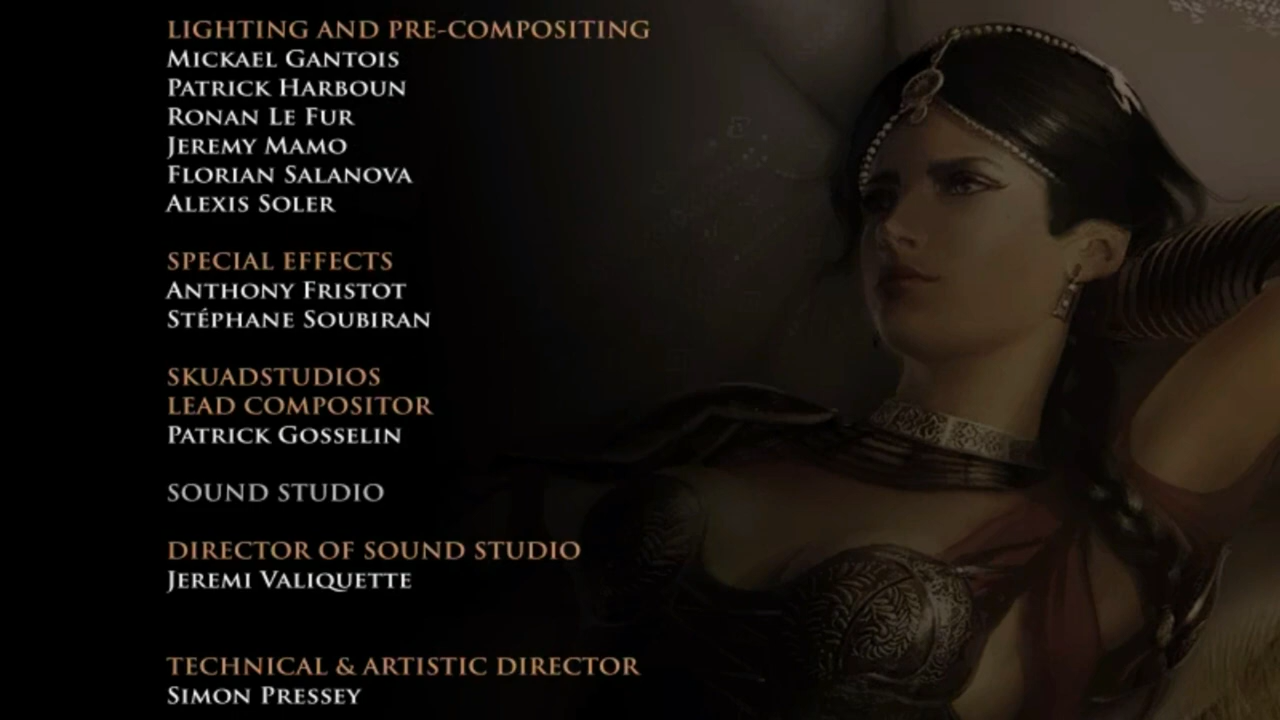 LIGHTING AND PRE-COMPOSITING
MICKAEL GANTOIS
PATRICK HARBOUN
RONAN LE FUR
JEREMY MAMO
FLORIAN SALANOVA
ALEXIS SOLER
SPECIAL EFFECTS
ANTHONY FRISTOT
STÉPHANE SOUBIRAN
SKUADSTUDIOS
LEAD COMPOSITOR
PATRICK GOSSELIN
SOUND STUDIO
DIRECTOR OF SOUND STUDIO
JEREMI VALIQUETTE
TECHNICAL & ARTISTIC DIRECTOR
SIMON PRESSEY